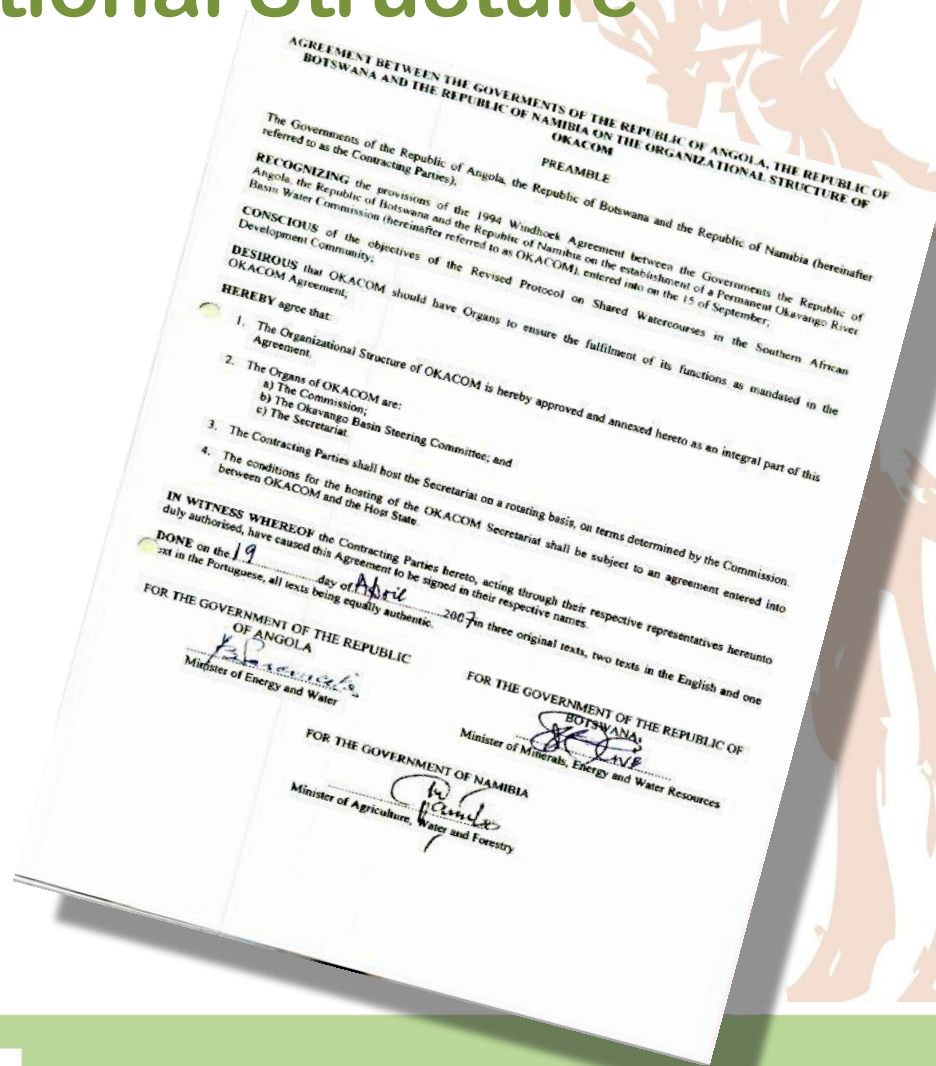 tional Structure
AGREEMENT BETWEEN THE GOVERMENTS OF THE REPUBLIC OF ANGOLA, THE REPUBLIC OF
BOTSWANA AND THE REPUBLIC OF NAMIBIA ON THE ORGANIZATIONAL STRUCTURE OF
OKACOM
PREAMBLE
The Governments of the Republic of Angola, the Republic of Botswana and the Republic of Namibia (hereinafter
referred to as the Contracting Parties);
RECOGNIZING the provisions of the 1994 Windhoek Agreement between the Governments the Republic of
Angola, the Republic of Botswana and the Republic of Namibia on the establishment of a Permanent Okavango River
Basin Water Commission (hereinafter referred to as OKACOM), entered into on the 15 of September;
CONSCIOUS of the objectives of the Revised Protocol on Shared Watercourses in the Southern African
Development Community;
DESIROUS that OKACOM should have Organs to ensure the fulfilment of its functions as mandated in the
OKACOM Agreement;
HEREBY agree that:
1. The Organizational Structure of OKACOM is hereby approved and annexed hereto as an integral part of this
Agreement.
2. The Organs of OKACOM are:
a) The Commission;
b) The Okavango Basin Steering Committee; and
c) The Secretariat.
3. The Contracting Parties shall host the Secretariat on a rotating basis, on terms determined by the Commission.
4. The conditions for the hosting of the OKACOM Secretariat shall be subject to an agreement entered into
between OKACOM and the Host State.
IN WITNESS WHEREOF the Contracting Parties hereto, acting through their respective representatives hereunto
duly authorised, have caused this Agreement to be signed in their respective names.
DONE on the 19 day of April 2007 in three original texts, two texts in the English and one
text in the Portuguese, all texts being equally authentic.
FOR THE GOVERNMENT OF THE REPUBLIC
OF ANGOLA
Minister of Energy and Water
FOR THE GOVERNMENT OF THE REPUBLIC OF
BOTSWANA
Minister of Minerals, Energy and Water Resources
FOR THE GOVERNMENT OF NAMIBIA
Minister of Agriculture, Water and Forestry